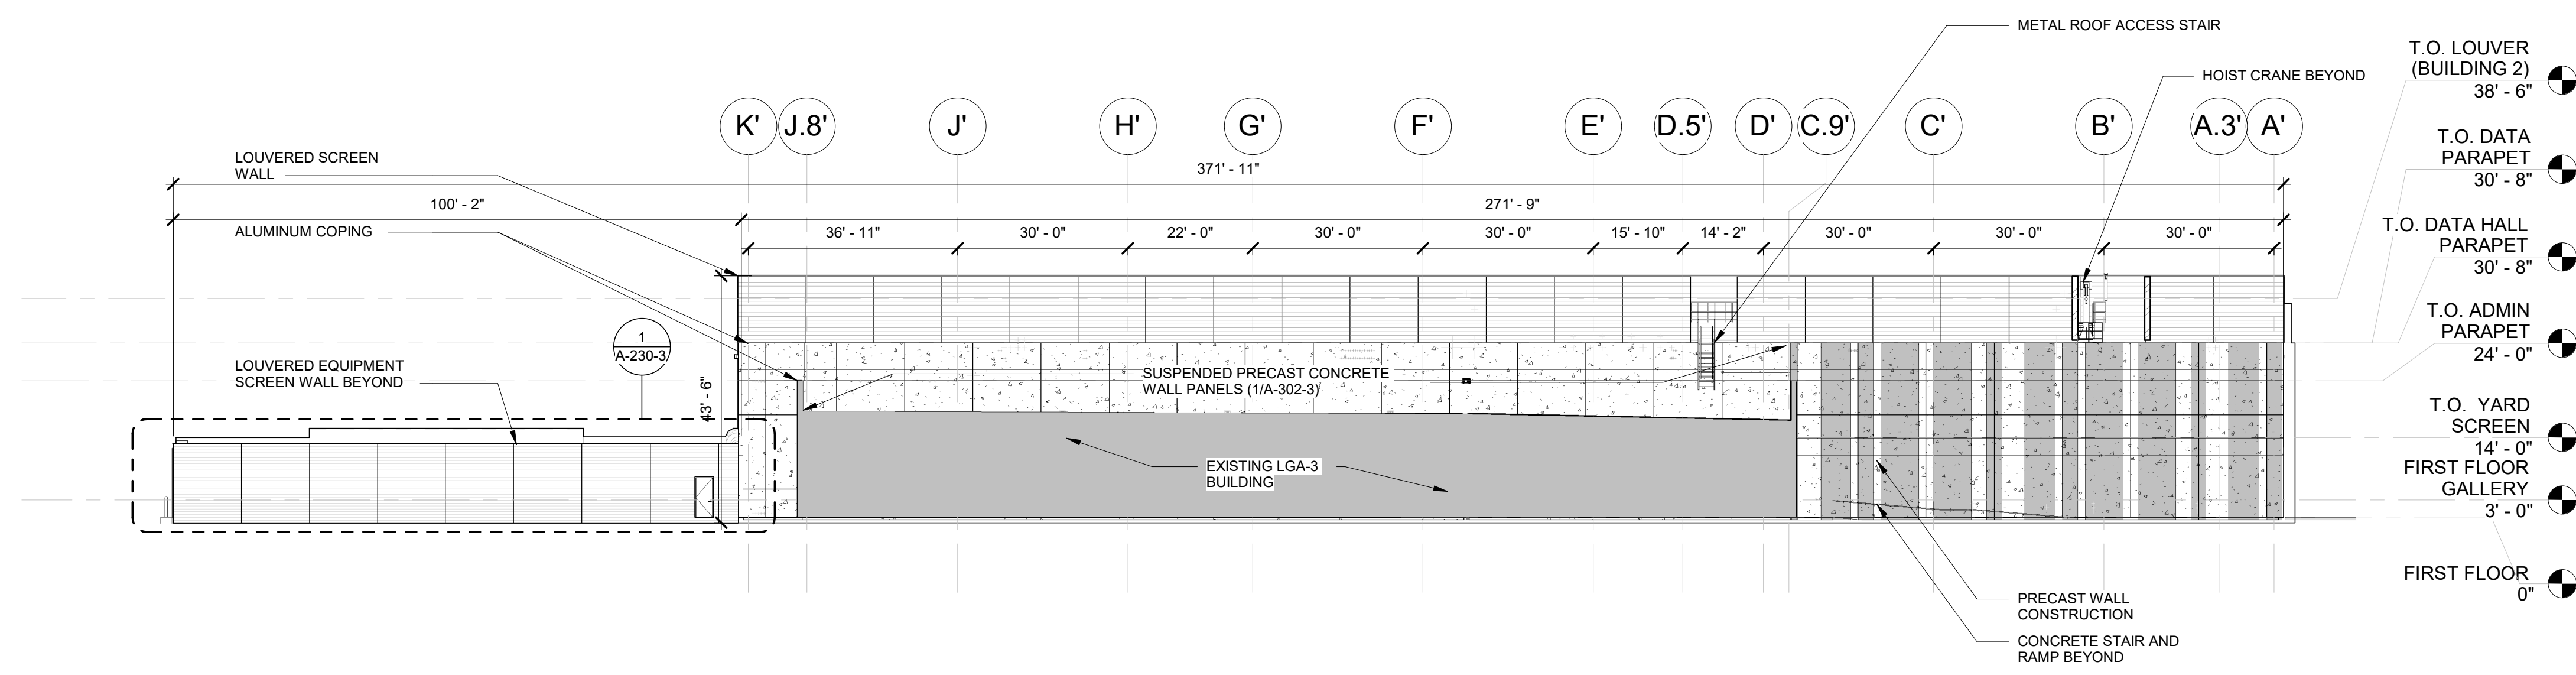 METAL ROOF ACCESS STAIR
HOIST CRANE BEYOND
T.O. LOUVER
(BUILDING 2)
38' - 6"
T.O. DATA
PARAPET
30' - 8"
T.O. DATA HALL
PARAPET
30' - 8"
T.O. ADMIN
PARAPET
24' - 0"
T.O. YARD
SCREEN
14' - 0"
FIRST FLOOR
GALLERY
3' - 0"
FIRST FLOOR
0"
K' J.8' J' H' G' F' E' D.5' D' C.9' C' B' A.3' A'
371' - 11"
100' - 2" 271' - 9"
36' - 11" 30' - 0" 22' - 0" 30' - 0" 30' - 0" 15' - 10" 14' - 2" 30' - 0" 30' - 0" 30' - 0"
LOUVERED SCREEN
WALL
ALUMINUM COPING
LOUVERED EQUIPMENT
SCREEN WALL BEYOND
1
A-230-3
43' - 6"
SUSPENDED PRECAST CONCRETE
WALL PANELS (1/A-302-3)
EXISTING LGA-3
BUILDING
PRECAST WALL
CONSTRUCTION
CONCRETE STAIR AND
RAMP BEYOND